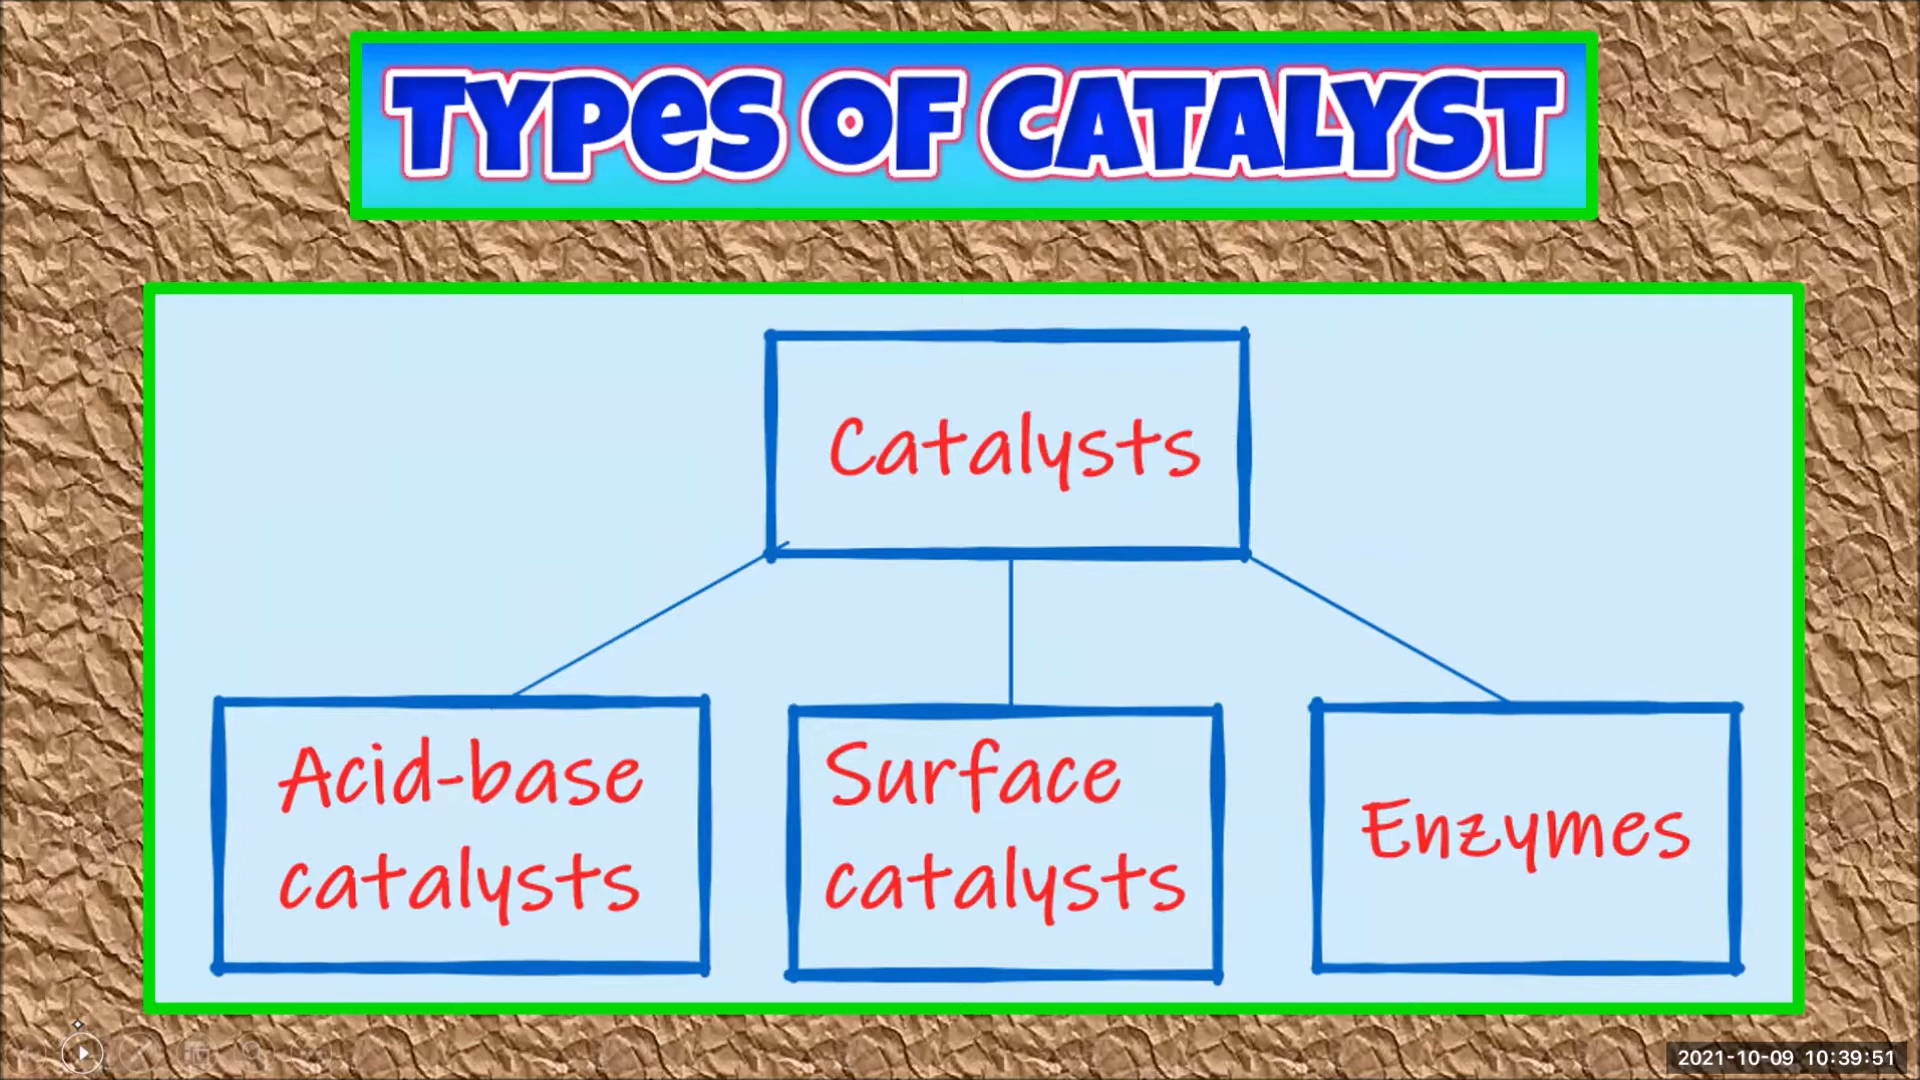 TYPeS OF CATALYST
Catalysts
Acid-base
catalysts
Surface
catalysts
Enzymes
2021-10-09 10:39:51